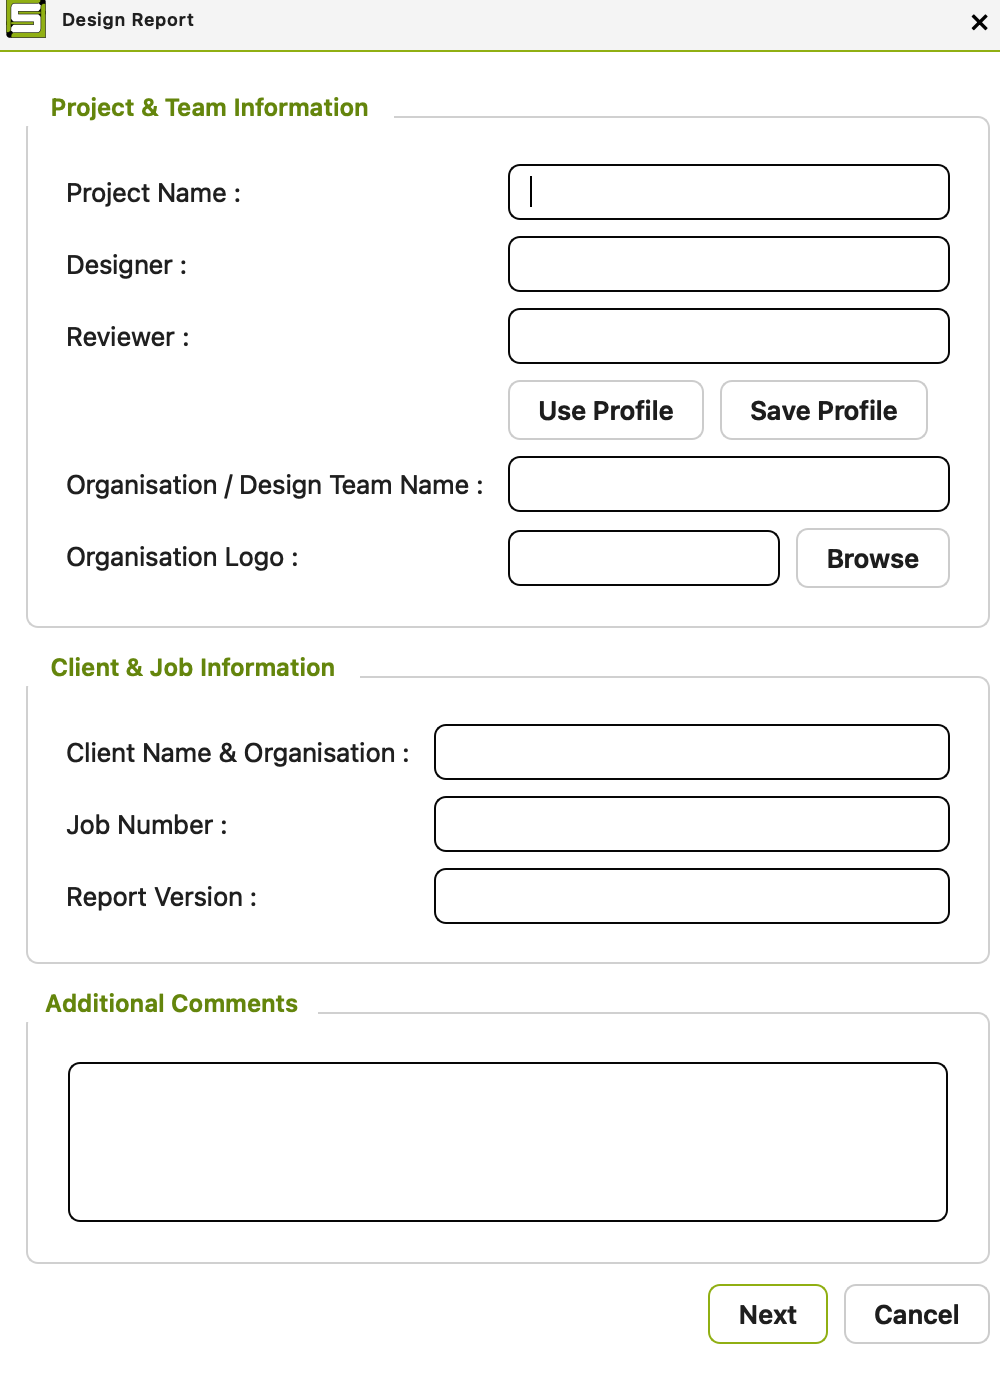 Design Report
Project & Team Information
Project Name :
Designer :
Reviewer :
Use Profile Save Profile
Organisation / Design Team Name :
Organisation Logo : Browse
Client & Job Information
Client Name & Organisation :
Job Number :
Report Version :
Additional Comments
Next Cancel